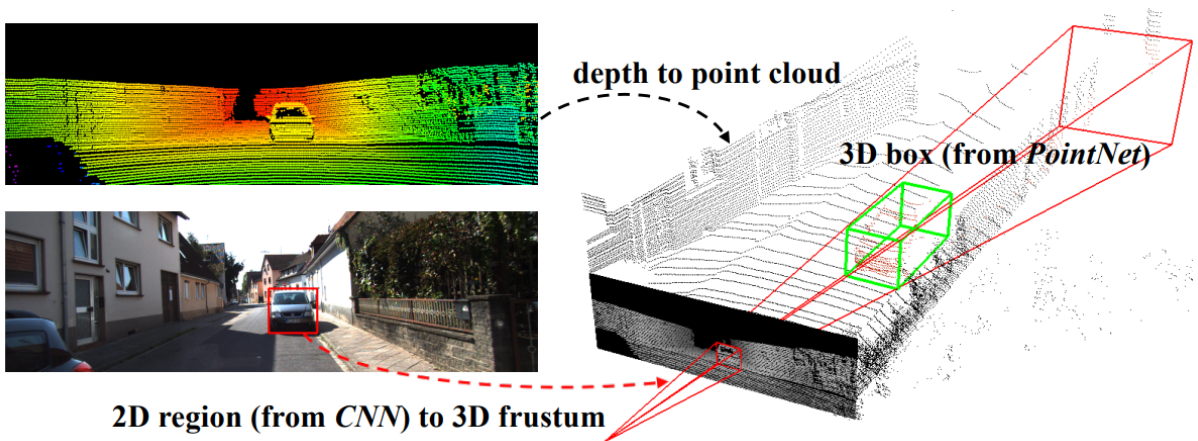 depth to point cloud
3D box (from PointNet)
2D region (from CNN) to 3D frustum